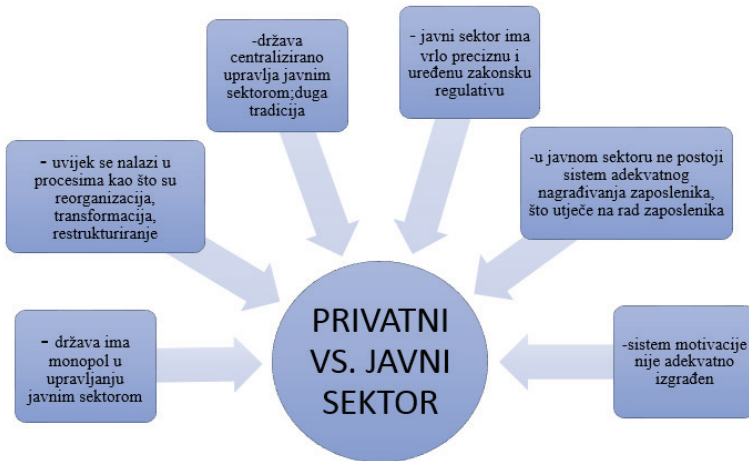 -država
centralizirano
upravlja javnim
sektorom;duga
tradicija
- javni sektor ima
vrlo preciznu i
uređenu zakonsku
regulativu
- uvijek se nalazi u
procesima kao što su
reorganizacija,
transformacija,
restrukturiranje
-u javnom sektoru ne postoji
sistem adekvatnog
nagrađivanja zaposlenika,
što utječe na rad zaposlenika
- država ima
monopol u
upravljanju
javnim sektorom
PRIVATNI
VS. JAVNI
SEKTOR
-sistem motivacije
nije adekvatno
izgrađen